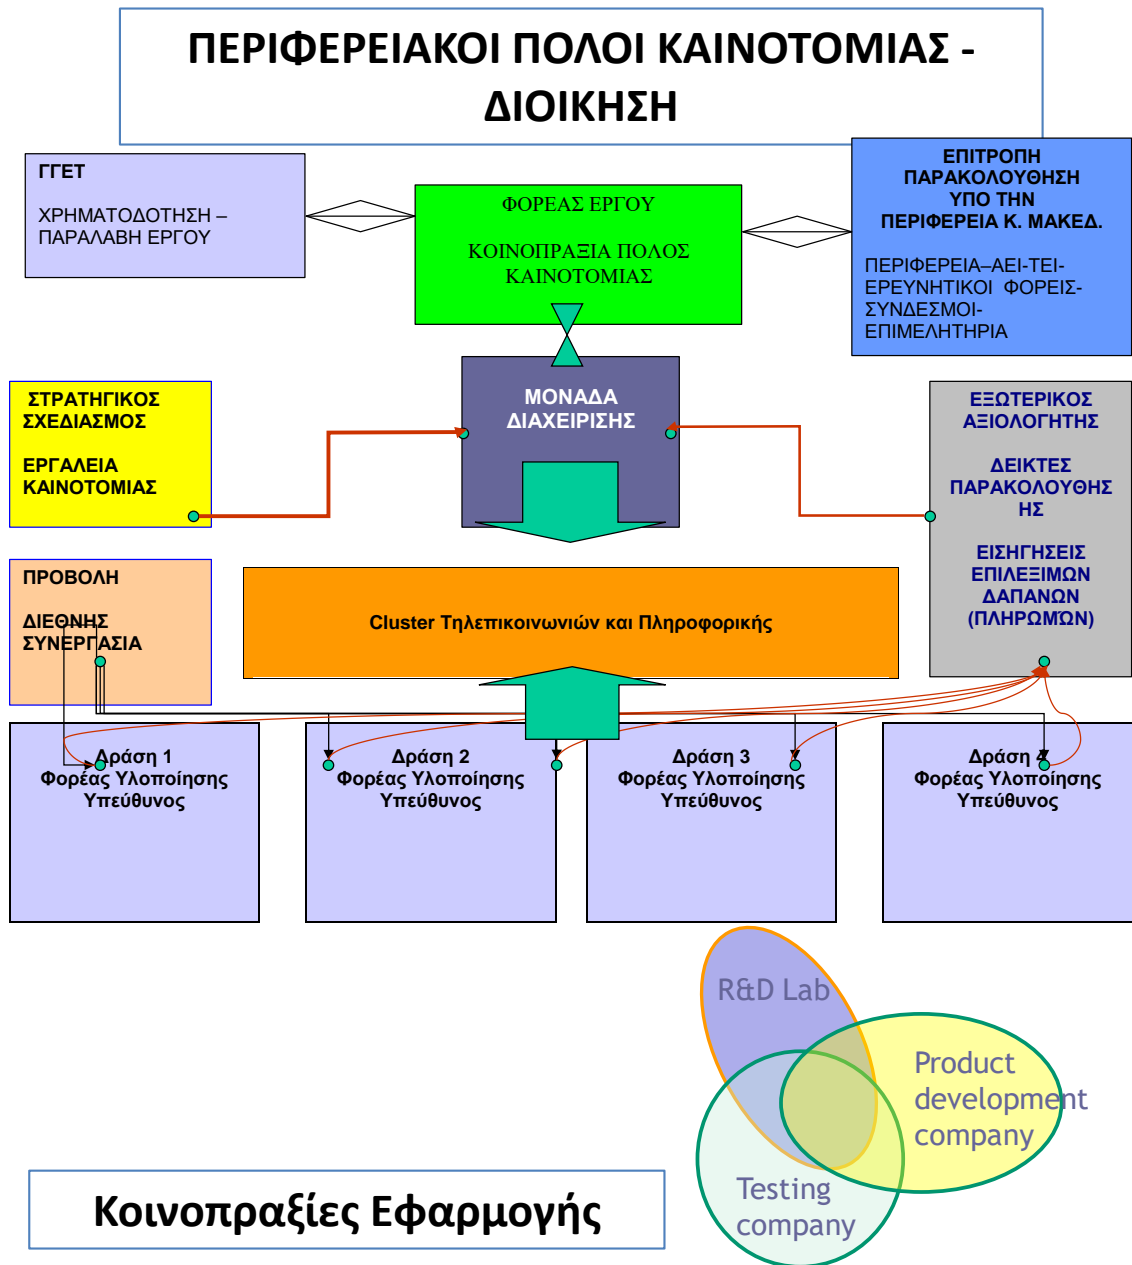 ΠΕΡΙΦΕΡΕΙΑΚΟΙ ΠΟΛΟΙ ΚΑΙΝΟΤΟΜΙΑΣ -
ΔΙΟΙΚΗΣΗ
ΓΓΕΤ
ΧΡΗΜΑΤΟΔΟΤΗΣΗ –
ΠΑΡΑΛΑΒΗ ΕΡΓΟΥ
ΦΟΡΕΑΣ ΕΡΓΟΥ
ΚΟΙΝΟΠΡΑΞΙΑ ΠΟΛΟΣ
ΚΑΙΝΟΤΟΜΙΑΣ
ΕΠΙΤΡΟΠΗ
ΠΑΡΑΚΟΛΟΥΘΗΣΗ
ΥΠΟ ΤΗΝ
ΠΕΡΙΦΕΡΕΙΑ Κ. ΜΑΚΕΔ.
ΠΕΡΙΦΕΡΕΙΑ–ΑΕΙ-ΤΕΙ-
ΕΡΕΥΝΗΤΙΚΟΙ ΦΟΡΕΙΣ-
ΣΥΝΔΕΣΜΟΙ-
ΕΠΙΜΕΛΗΤΗΡΙΑ
ΣΤΡΑΤΗΓΙΚΟΣ
ΣΧΕΔΙΑΣΜΟΣ
ΕΡΓΑΛΕΙΑ
ΚΑΙΝΟΤΟΜΙΑΣ
ΜΟΝΑΔΑ
ΔΙΑΧΕΙΡΙΣΗΣ
ΕΞΩΤΕΡΙΚΟΣ
ΑΞΙΟΛΟΓΗΤΗΣ
ΔΕΙΚΤΕΣ
ΠΑΡΑΚΟΛΟΥΘΗΣ
ΗΣ
ΕΙΣΗΓΗΣΕΙΣ
ΕΠΙΛΕΞΙΜΩΝ
ΔΑΠΑΝΩΝ
(ΠΛΗΡΩΜΏΝ)
ΠΡΟΒΟΛΗ
ΔΙΕΘΝΗΣ
ΣΥΝΕΡΓΑΣΙΑ
Cluster Τηλεπικοινωνιών και Πληροφορικής
Δράση 1
Φορέας Υλοποίησης
Υπεύθυνος
Δράση 2
Φορέας Υλοποίησης
Υπεύθυνος
Δράση 3
Φορέας Υλοποίησης
Υπεύθυνος
Δράση 4
Φορέας Υλοποίησης
Υπεύθυνος
R&D Lab
Product
development
company
Testing
company
Κοινοπραξίες Εφαρμογής